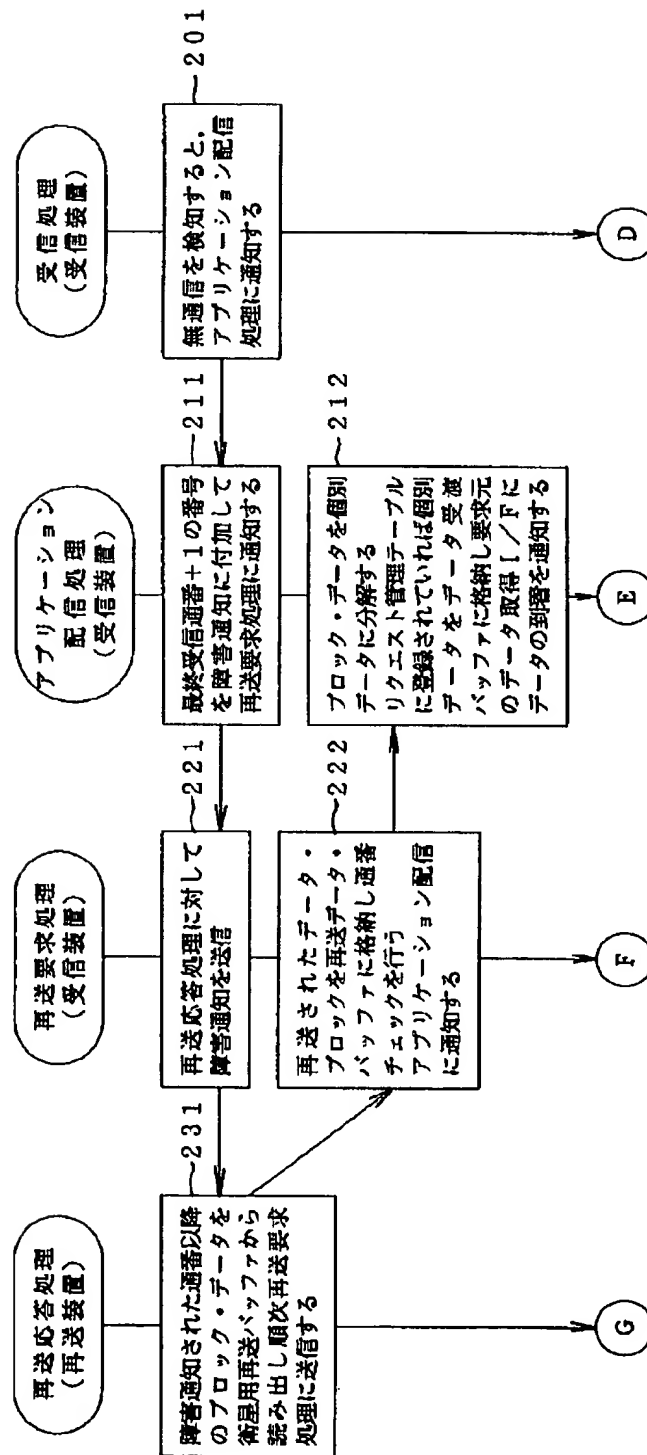 再送応答処理
(再送装置)
障害通知された通番以降
のブロック・データを
衛星用再送バッファから
読み出し順次再送要求
処理に送信する
231
G
再送要求処理
(受信装置)
再送応答処理に対して
障害通知を送信
221
再送されたデータ・
ブロックを再送データ・
バッファに格納し通番
チェックを行う
アプリケーション配信
に通知する
222
F
アプリケーション
配信処理
(受信装置)
最終受信通番+1の番号
を障害通知に付加して
再送要求処理に通知する
211
ブロック・データを個別
データに分解する
リクエスト管理テーブル
に登録されていれば個別
データをデータ受渡
バッファに格納し要求元
のデータ取得I/Fに
データの到着を通知する
212
E
受信処理
(受信装置)
無通信を検知すると,
アプリケーション配信
処理に通知する
201
D